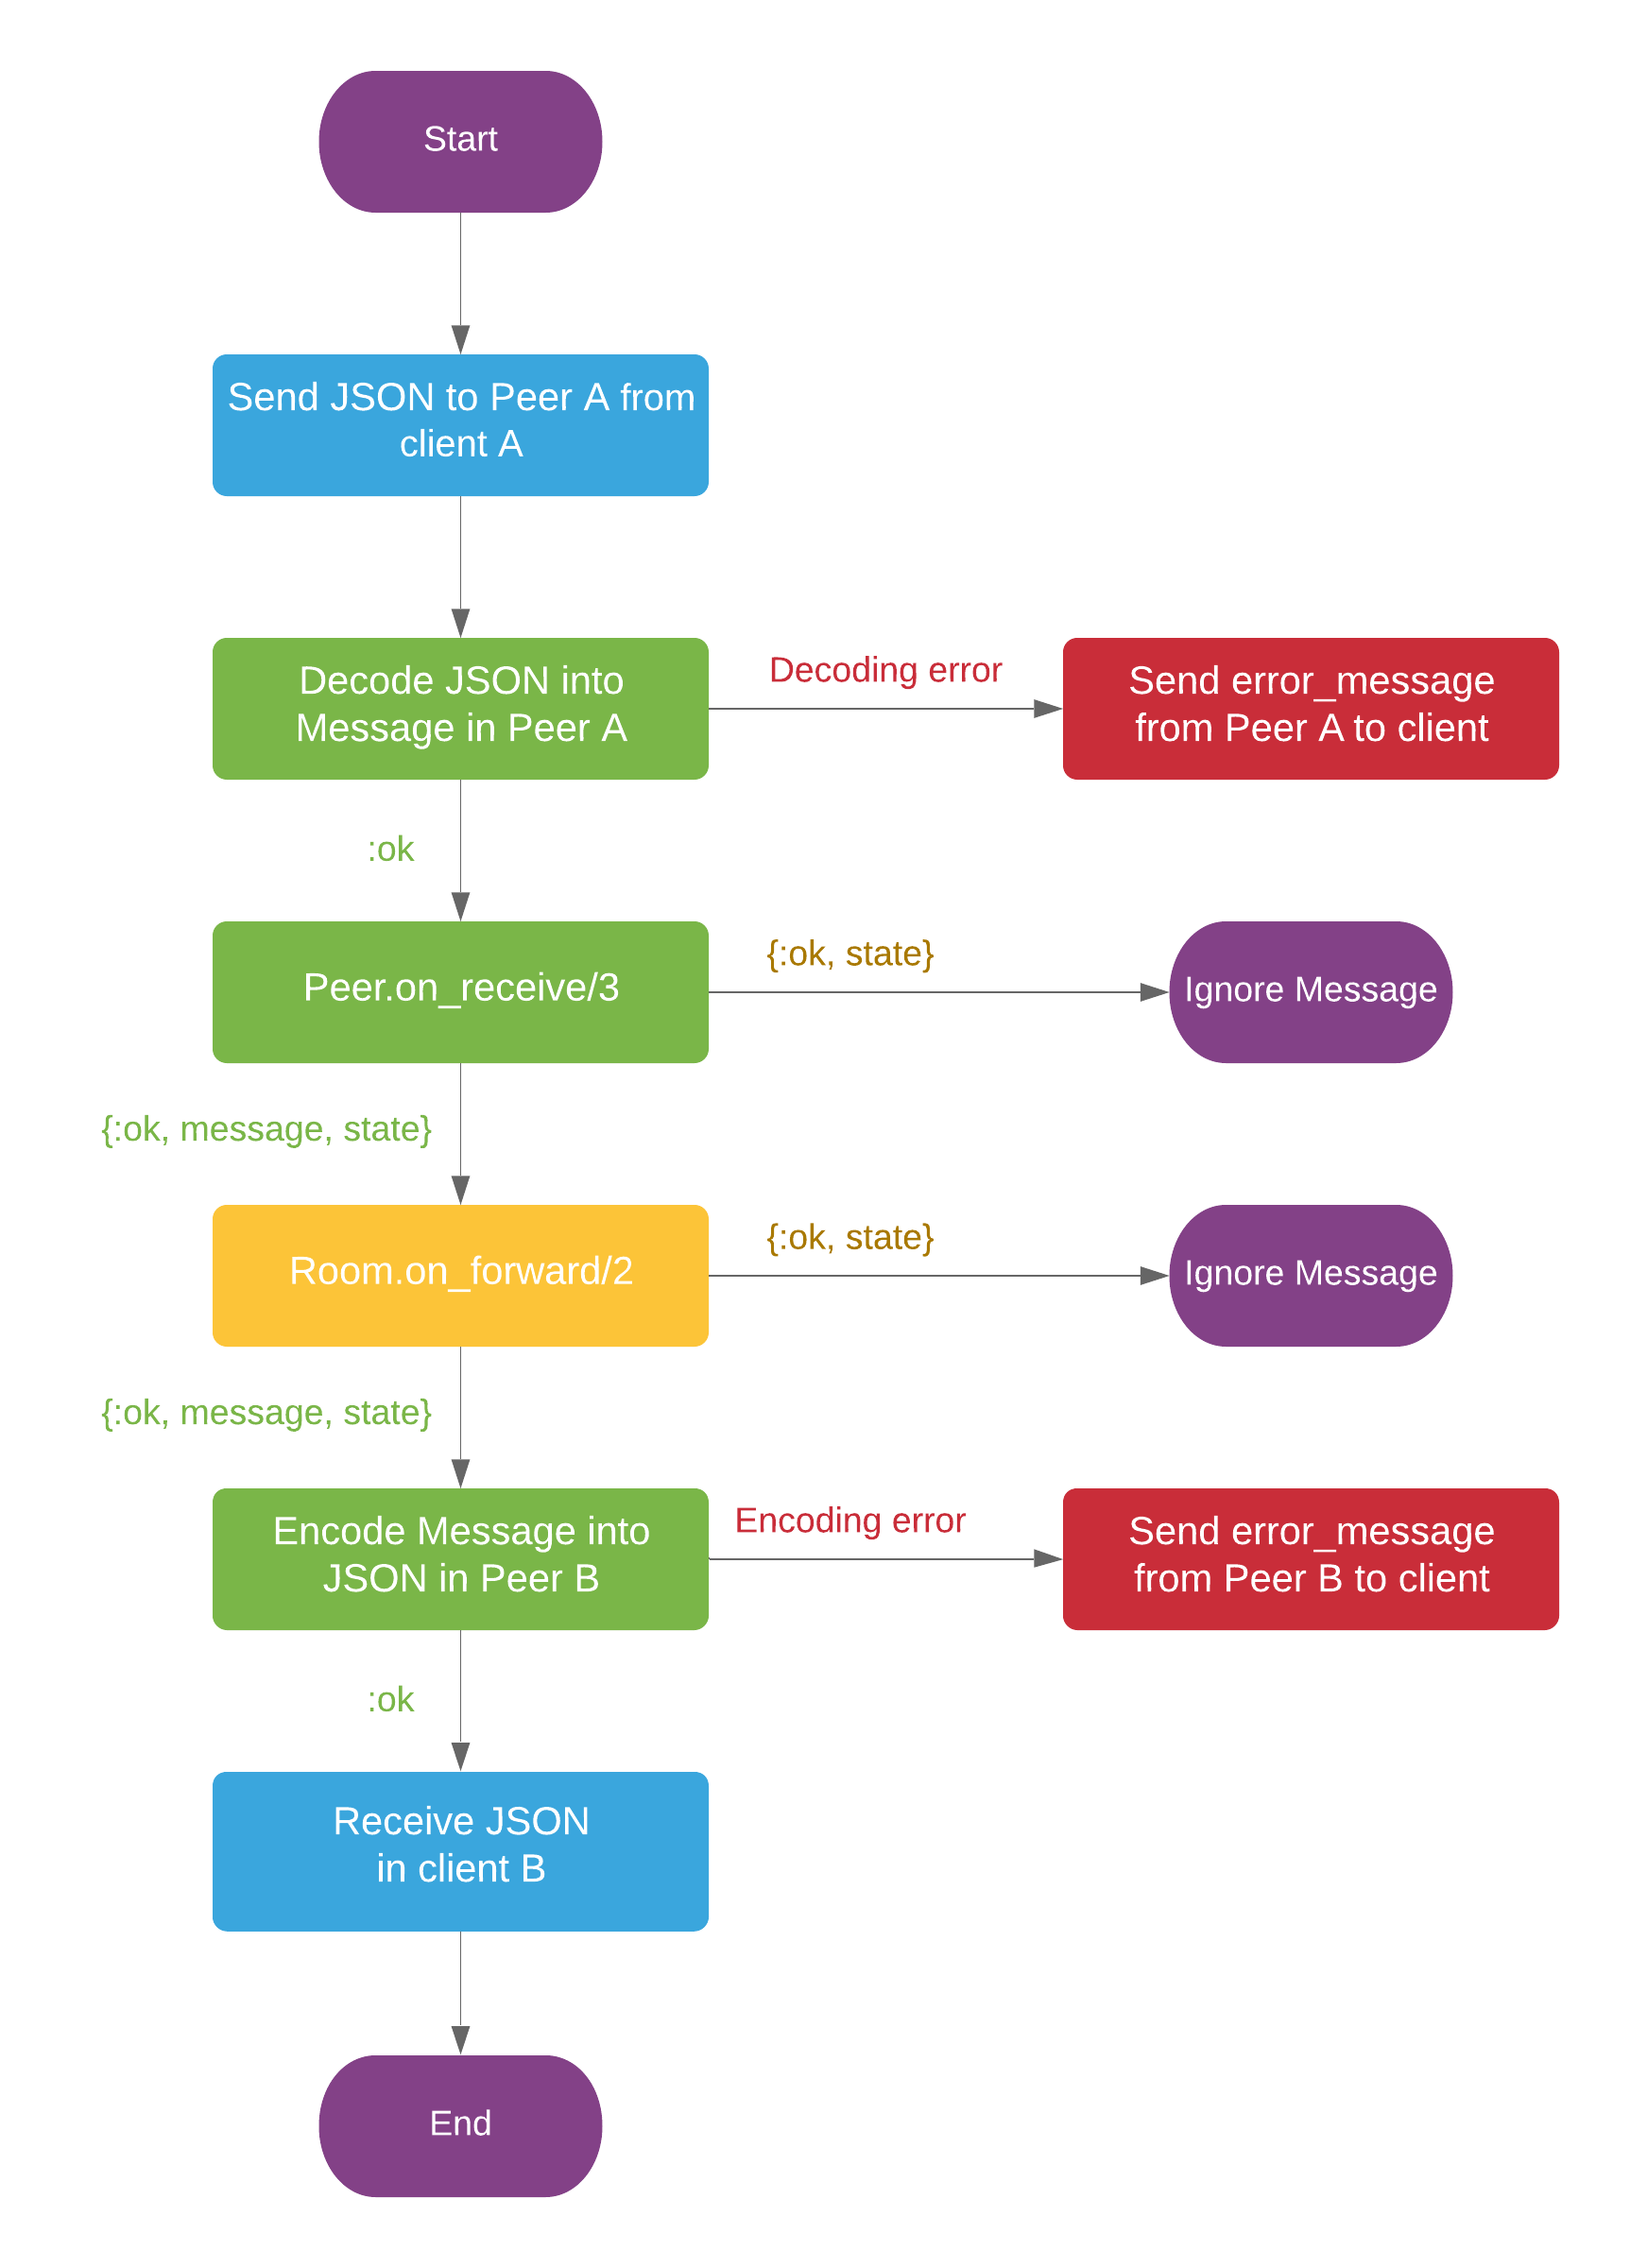 Start
Send JSON to Peer A from
client A
Decode JSON into
Message in Peer A
Decoding error
Send error_message
from Peer A to client
:ok
Peer.on_receive/3
{:ok, state}
Ignore Message
{:ok, message, state}
Room.on_forward/2
{:ok, state}
Ignore Message
{:ok, message, state}
Encode Message into
JSON in Peer B
Encoding error
Send error_message
from Peer B to client
:ok
Receive JSON
in client B
End